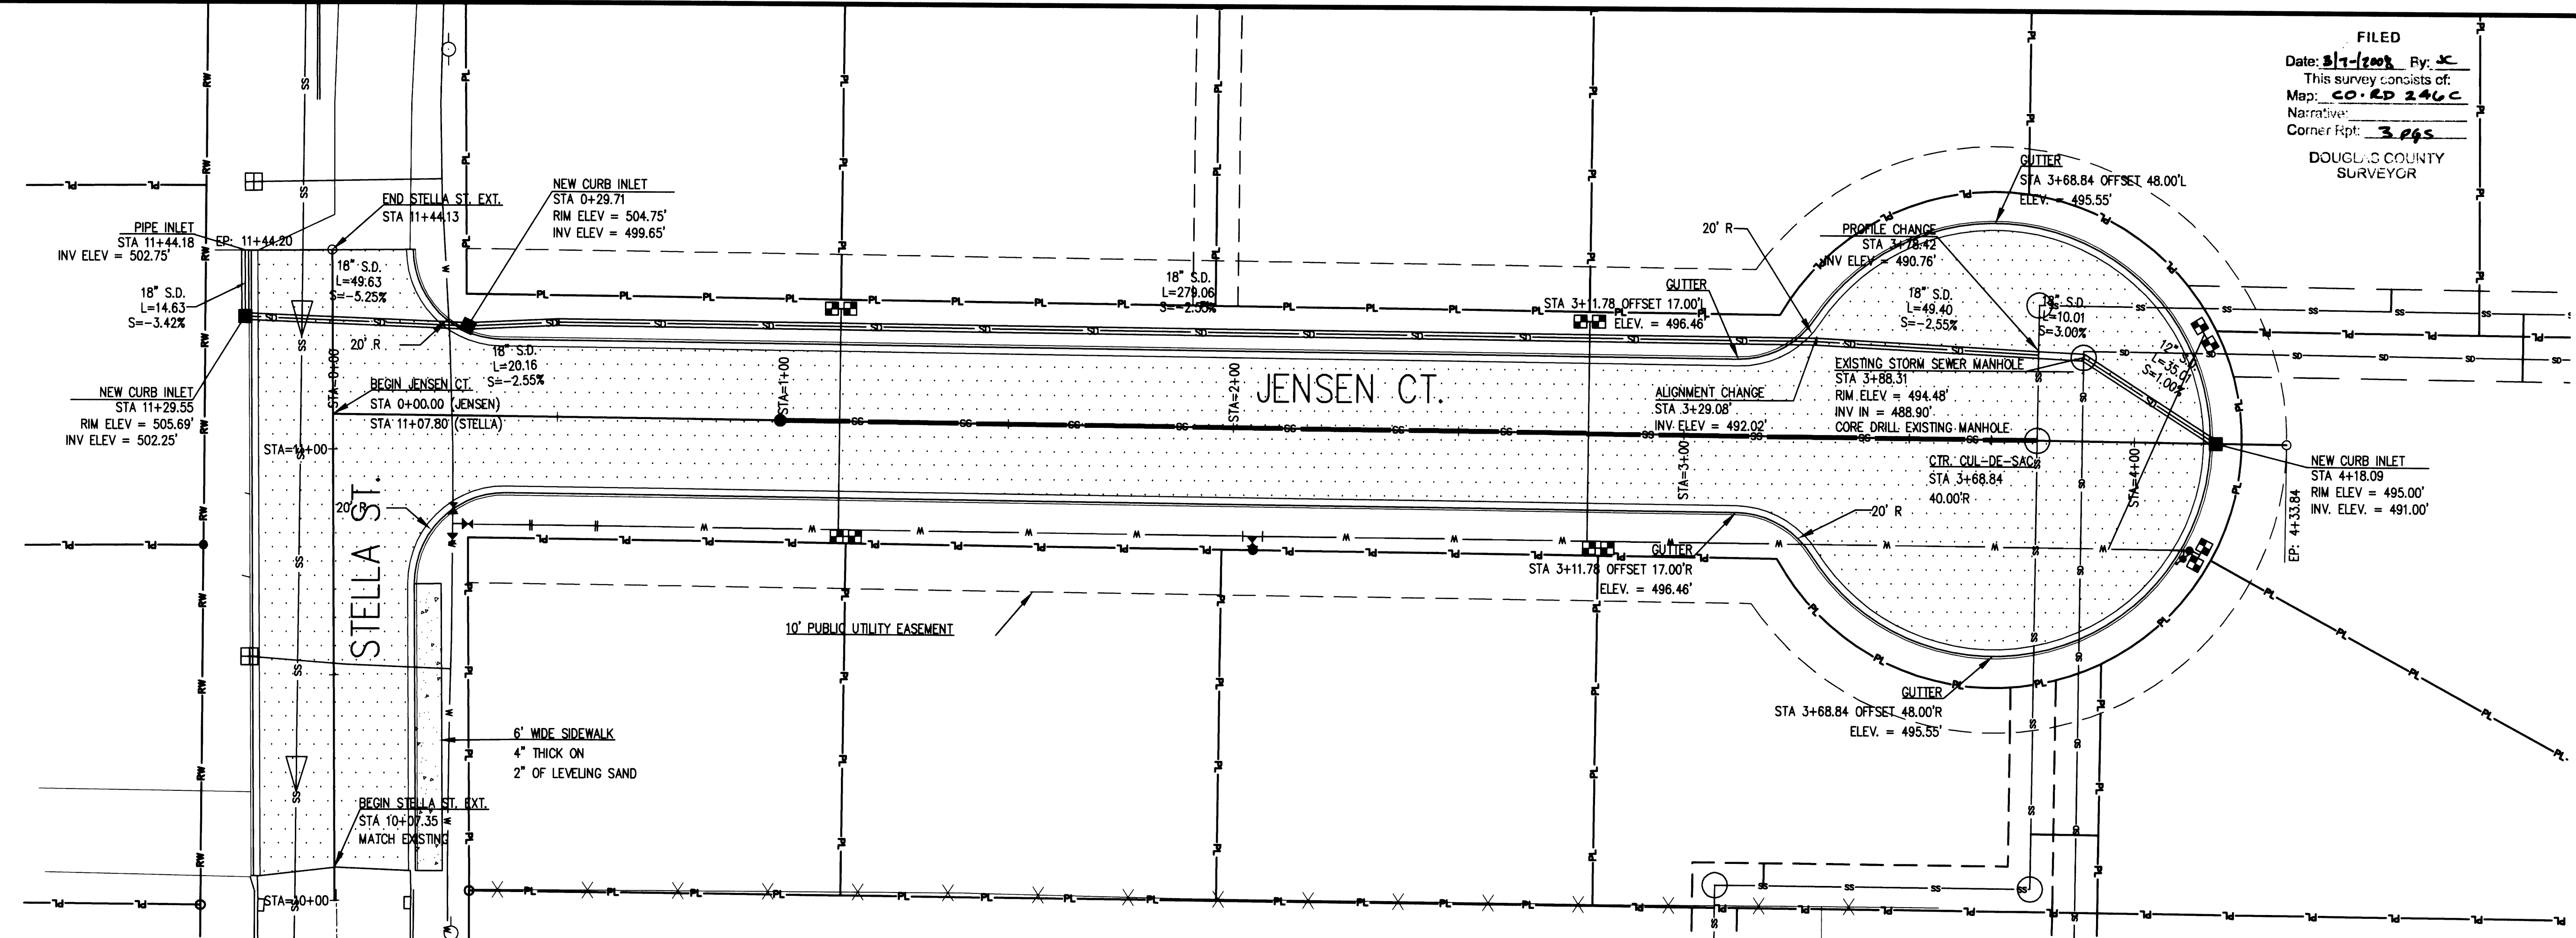 FILED
Date: 3/7/2008 By: JC
This survey consists of:
Map: CO. RD 246C
Narrative:
Corner Rpt: 3 pgs
DOUGLAS COUNTY
SURVEYOR
PIPE INLET
STA 11+44.18
INV ELEV = 502.75'
EP: 11+44.20
END STELLA ST. EXT.
STA 11+44.13
NEW CURB INLET
STA 0+29.71
RIM ELEV = 504.75'
INV ELEV = 499.65'
18" S.D.
L=14.63
S=-3.42%
18" S.D.
L=49.63
S=-5.25%
20' R
18" S.D.
L=20.16
S=-2.55%
NEW CURB INLET
STA 11+29.55
RIM ELEV = 505.69'
INV ELEV = 502.25'
STA=0+00
BEGIN JENSEN CT.
STA 0+00.00 (JENSEN)
STA 11+07.80 (STELLA)
STA=11+00
STELLA ST.
20' R
BEGIN STELLA ST. EXT.
STA 10+07.35
MATCH EXISTING
STA=10+00
6' WIDE SIDEWALK
4" THICK ON
2" OF LEVELING SAND
10' PUBLIC UTILITY EASEMENT
STA=1+00
18" S.D.
L=279.06
S=-2.55%
STA=2+00
JENSEN CT.
STA=3+00
20' R
GUTTER
STA 3+11.78 OFFSET 17.00'L
ELEV. = 496.46'
PROFILE CHANGE
STA 3+78.42
INV ELEV = 490.76'
GUTTER
STA 3+68.84 OFFSET 48.00'L
ELEV. = 495.55'
18" S.D.
L=49.40
S=-2.55%
18" S.D.
L=10.01
S=3.00%
12" S.D.
L=35.01
S=1.00%
ALIGNMENT CHANGE
STA 3+29.08'
INV ELEV = 492.02'
EXISTING STORM SEWER MANHOLE
STA 3+88.31
RIM ELEV = 494.48'
INV IN = 488.90'
CORE DRILL EXISTING MANHOLE
CTR. CUL-DE-SAC
STA 3+68.84
40.00'R
STA=4+00
NEW CURB INLET
STA 4+18.09
RIM ELEV = 495.00'
INV. ELEV. = 491.00'
EP: 4+33.84
20' R
GUTTER
STA 3+11.78 OFFSET 17.00'R
ELEV. = 496.46'
GUTTER
STA 3+68.84 OFFSET 48.00'R
ELEV. = 495.55'